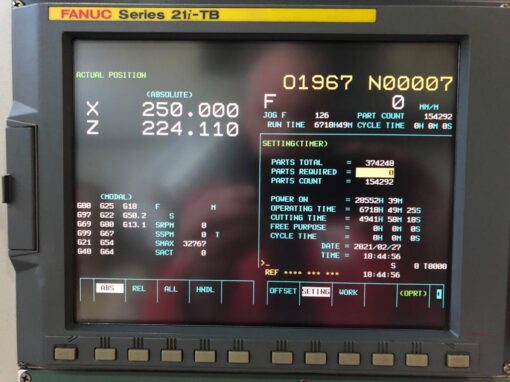 FANUC Series 21i-TB
ACTUAL POSITION
O1967 N00007
(ABSOLUTE)
X 250.000
Z 224.110
F 0 MM/M
JOG F 126 PART COUNT 154292
RUN TIME 6718H49M CYCLE TIME 0H 0M 0S
SETTING(TIMER)
PARTS TOTAL = 374248
PARTS REQUIRED = 0
PARTS COUNT = 154292
POWER ON = 28552H 39M
OPERATING TIME = 6718H 49M 25S
CUTTING TIME = 4941H 58M 18S
FREE PURPOSE = 0H 0M 0S
CYCLE TIME = 0H 0M 0S
DATE = 2021/02/27
TIME = 18:44:56
(MODAL)
G00 G25 G18 F M
G97 G22 G50.2 S
G69 G80 G13.1 SRPM 0
G99 G67 SSPM 0 T
G21 G54 SMAX 32767
G40 G64 SACT 0
>_
S 0 T0000
REF **** *** *** 18:44:56
ABS REL ALL HNDL
OFFSET SETING WORK (OPRT)